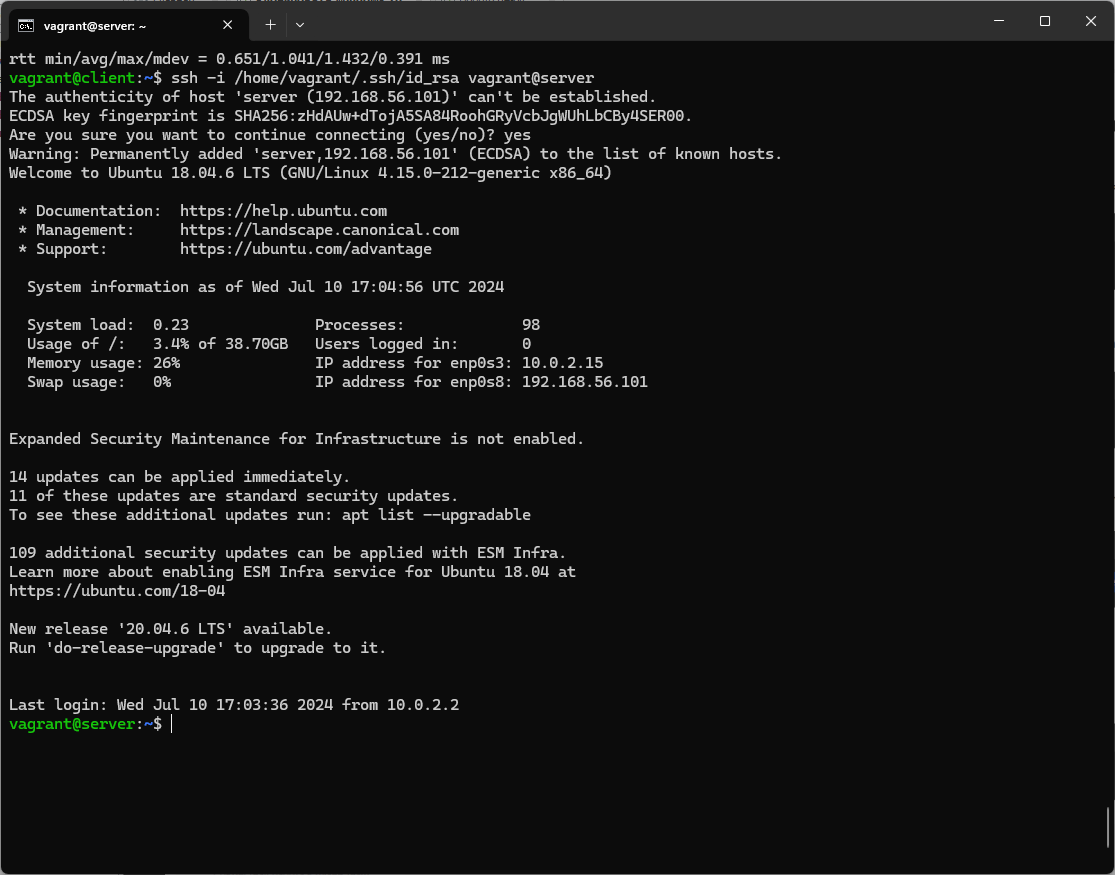 vagrant@server: ~
rtt min/avg/max/mdev = 0.651/1.041/1.432/0.391 ms
vagrant@client:~$ ssh -i /home/vagrant/.ssh/id_rsa vagrant@server
The authenticity of host 'server (192.168.56.101)' can't be established.
ECDSA key fingerprint is SHA256:zHdAUw+dTojA5SA84RoohGRyVcbJgWUhLbCBy4SER00.
Are you sure you want to continue connecting (yes/no)? yes
Warning: Permanently added 'server,192.168.56.101' (ECDSA) to the list of known hosts.
Welcome to Ubuntu 18.04.6 LTS (GNU/Linux 4.15.0-212-generic x86_64)

 * Documentation:  https://help.ubuntu.com
 * Management:     https://landscape.canonical.com
 * Support:        https://ubuntu.com/advantage

  System information as of Wed Jul 10 17:04:56 UTC 2024

  System load:  0.23              Processes:             98
  Usage of /:   3.4% of 38.70GB   Users logged in:       0
  Memory usage: 26%               IP address for enp0s3: 10.0.2.15
  Swap usage:   0%                IP address for enp0s8: 192.168.56.101


Expanded Security Maintenance for Infrastructure is not enabled.

14 updates can be applied immediately.
11 of these updates are standard security updates.
To see these additional updates run: apt list --upgradable

109 additional security updates can be applied with ESM Infra.
Learn more about enabling ESM Infra service for Ubuntu 18.04 at
https://ubuntu.com/18-04

New release '20.04.6 LTS' available.
Run 'do-release-upgrade' to upgrade to it.


Last login: Wed Jul 10 17:03:36 2024 from 10.0.2.2
vagrant@server:~$